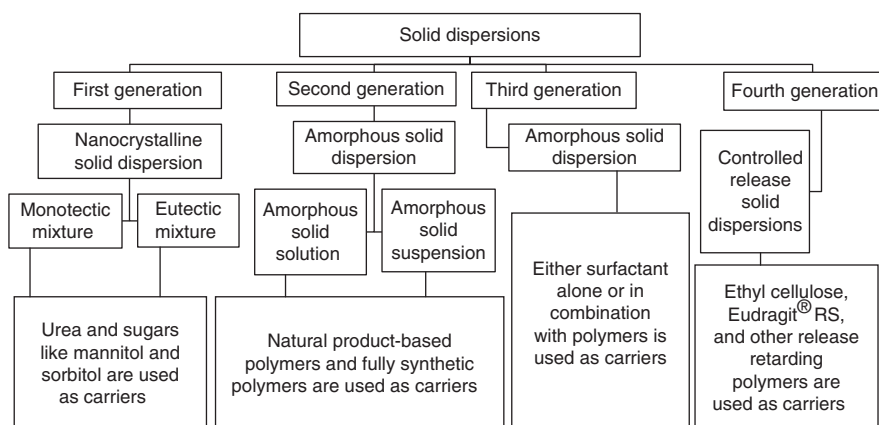 Solid dispersions
First generation
Second generation
Third generation
Fourth generation
Nanocrystalline
solid dispersion
Amorphous solid
dispersion
Amorphous solid
dispersion
Controlled
release
solid
dispersions
Monotectic
mixture
Eutectic
mixture
Amorphous
solid
solution
Amorphous
solid
suspension
Urea and sugars
like mannitol and
sorbitol are used
as carriers
Natural product-based
polymers and fully synthetic
polymers are used as carriers
Either surfactant
alone or in
combination
with polymers is
used as carriers
Ethyl cellulose,
Eudragit® RS,
and other release
retarding
polymers are
used as carriers